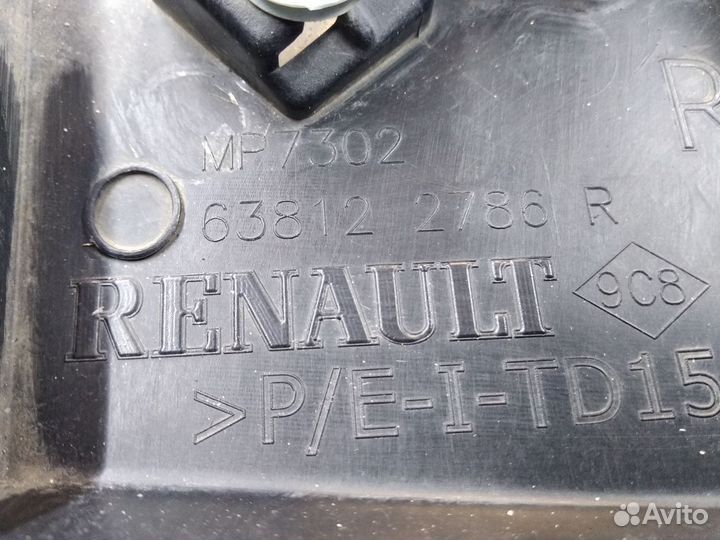 R
MP7302
63812 2786 R
RENAULT 9C8
>P/E-I-TD15
Avito